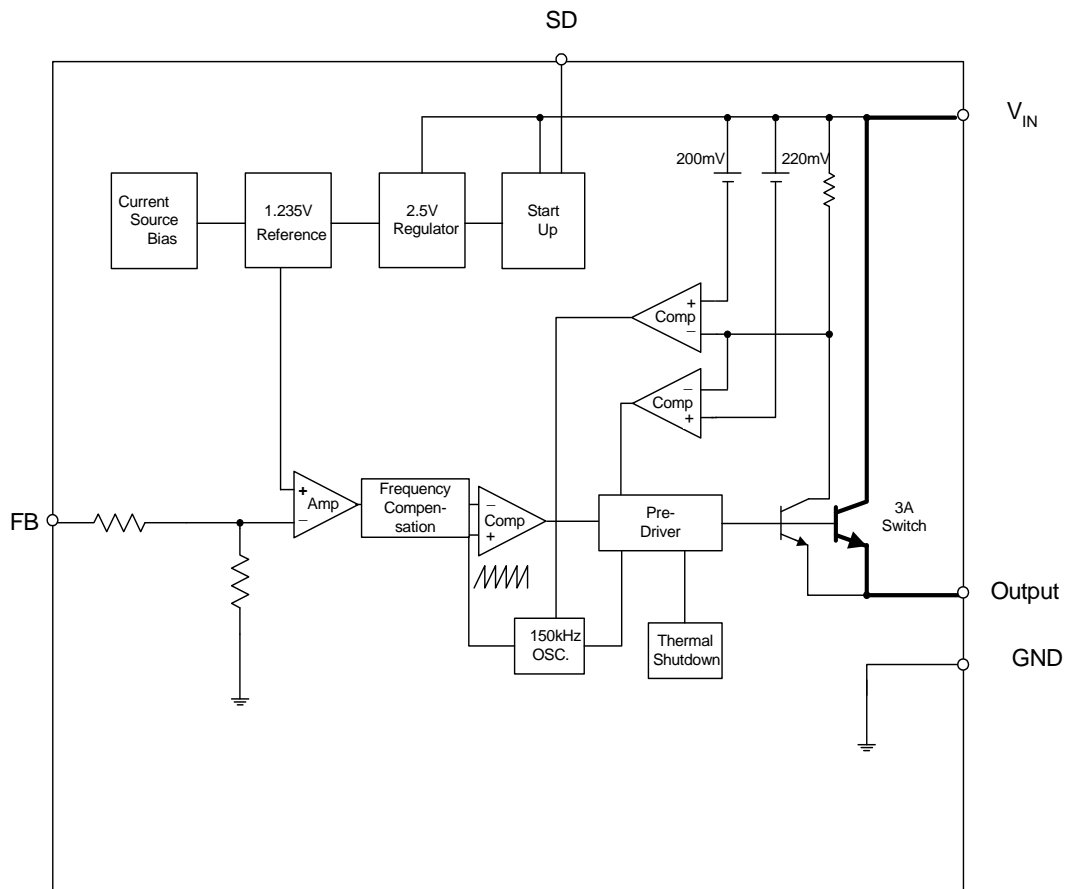 SD
V_IN
200mV
220mV
Current
Source
Bias
1.235V
Reference
2.5V
Regulator
Start
Up
+
Comp
−
−
Comp
+
+
Amp
−
Frequency
Compen-
sation
−
Comp
+
Pre-
Driver
3A
Switch
FB
Output
150kHz
OSC.
Thermal
Shutdown
GND